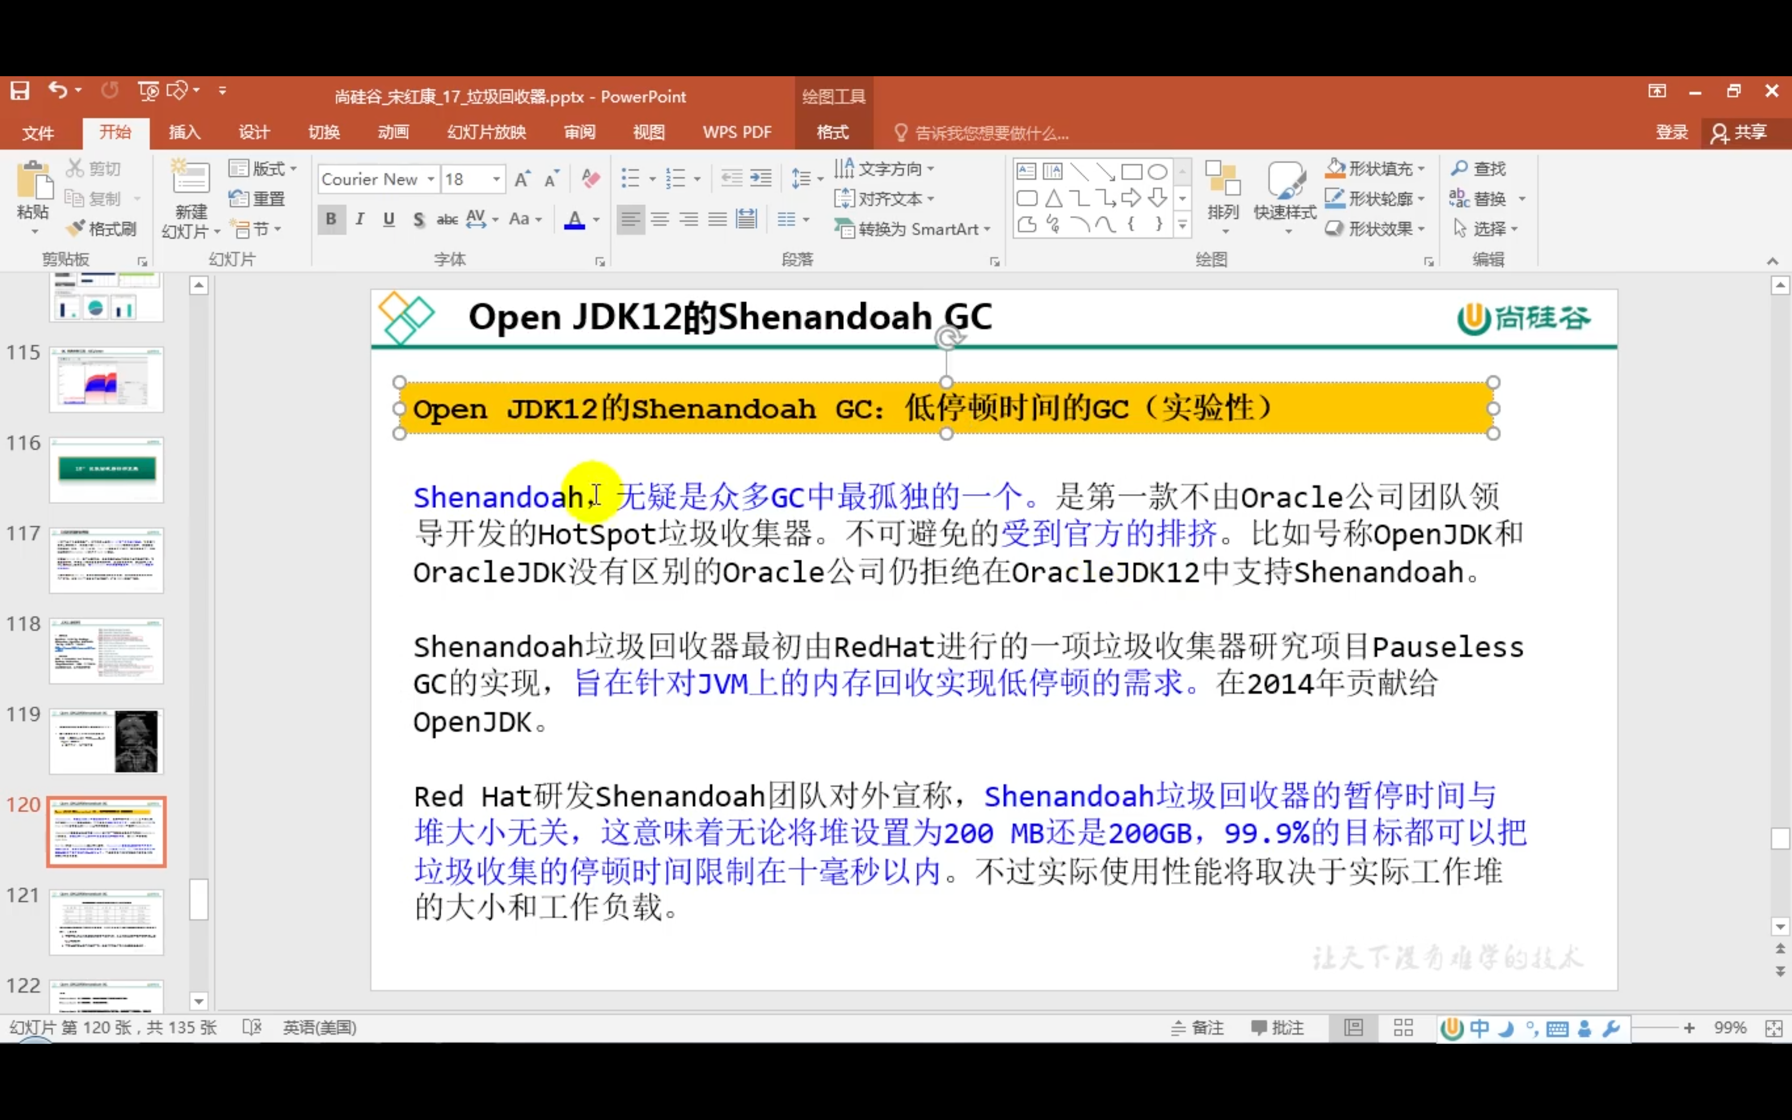 尚硅谷_宋红康_17_垃圾回收器.pptx - PowerPoint
绘图工具
文件 开始 插入 设计 切换 动画 幻灯片放映 审阅 视图 WPS PDF 格式 告诉我您想要做什么... 登录 共享
粘贴 剪切 复制 格式刷 剪贴板
新建幻灯片 版式 重置 节 幻灯片
Courier New 18
B I U S abc AV Aa A 字体
文字方向 对齐文本 转换为 SmartArt 段落
排列 快速样式 形状填充 形状轮廓 形状效果 绘图
查找 替换 选择 编辑
115
116
117
118
119
120
121
122
Open JDK12的Shenandoah GC
尚硅谷
Open JDK12的Shenandoah GC：低停顿时间的GC（实验性）
Shenandoah，无疑是众多GC中最孤独的一个。是第一款不由Oracle公司团队领
导开发的HotSpot垃圾收集器。不可避免的受到官方的排挤。比如号称OpenJDK和
OracleJDK没有区别的Oracle公司仍拒绝在OracleJDK12中支持Shenandoah。
Shenandoah垃圾回收器最初由RedHat进行的一项垃圾收集器研究项目Pauseless
GC的实现，旨在针对JVM上的内存回收实现低停顿的需求。在2014年贡献给
OpenJDK。
Red Hat研发Shenandoah团队对外宣称，Shenandoah垃圾回收器的暂停时间与
堆大小无关，这意味着无论将堆设置为200 MB还是200GB，99.9%的目标都可以把
垃圾收集的停顿时间限制在十毫秒以内。不过实际使用性能将取决于实际工作堆
的大小和工作负载。
让天下没有难学的技术
幻灯片 第 120 张，共 135 张 英语(美国) 备注 批注 中 99%